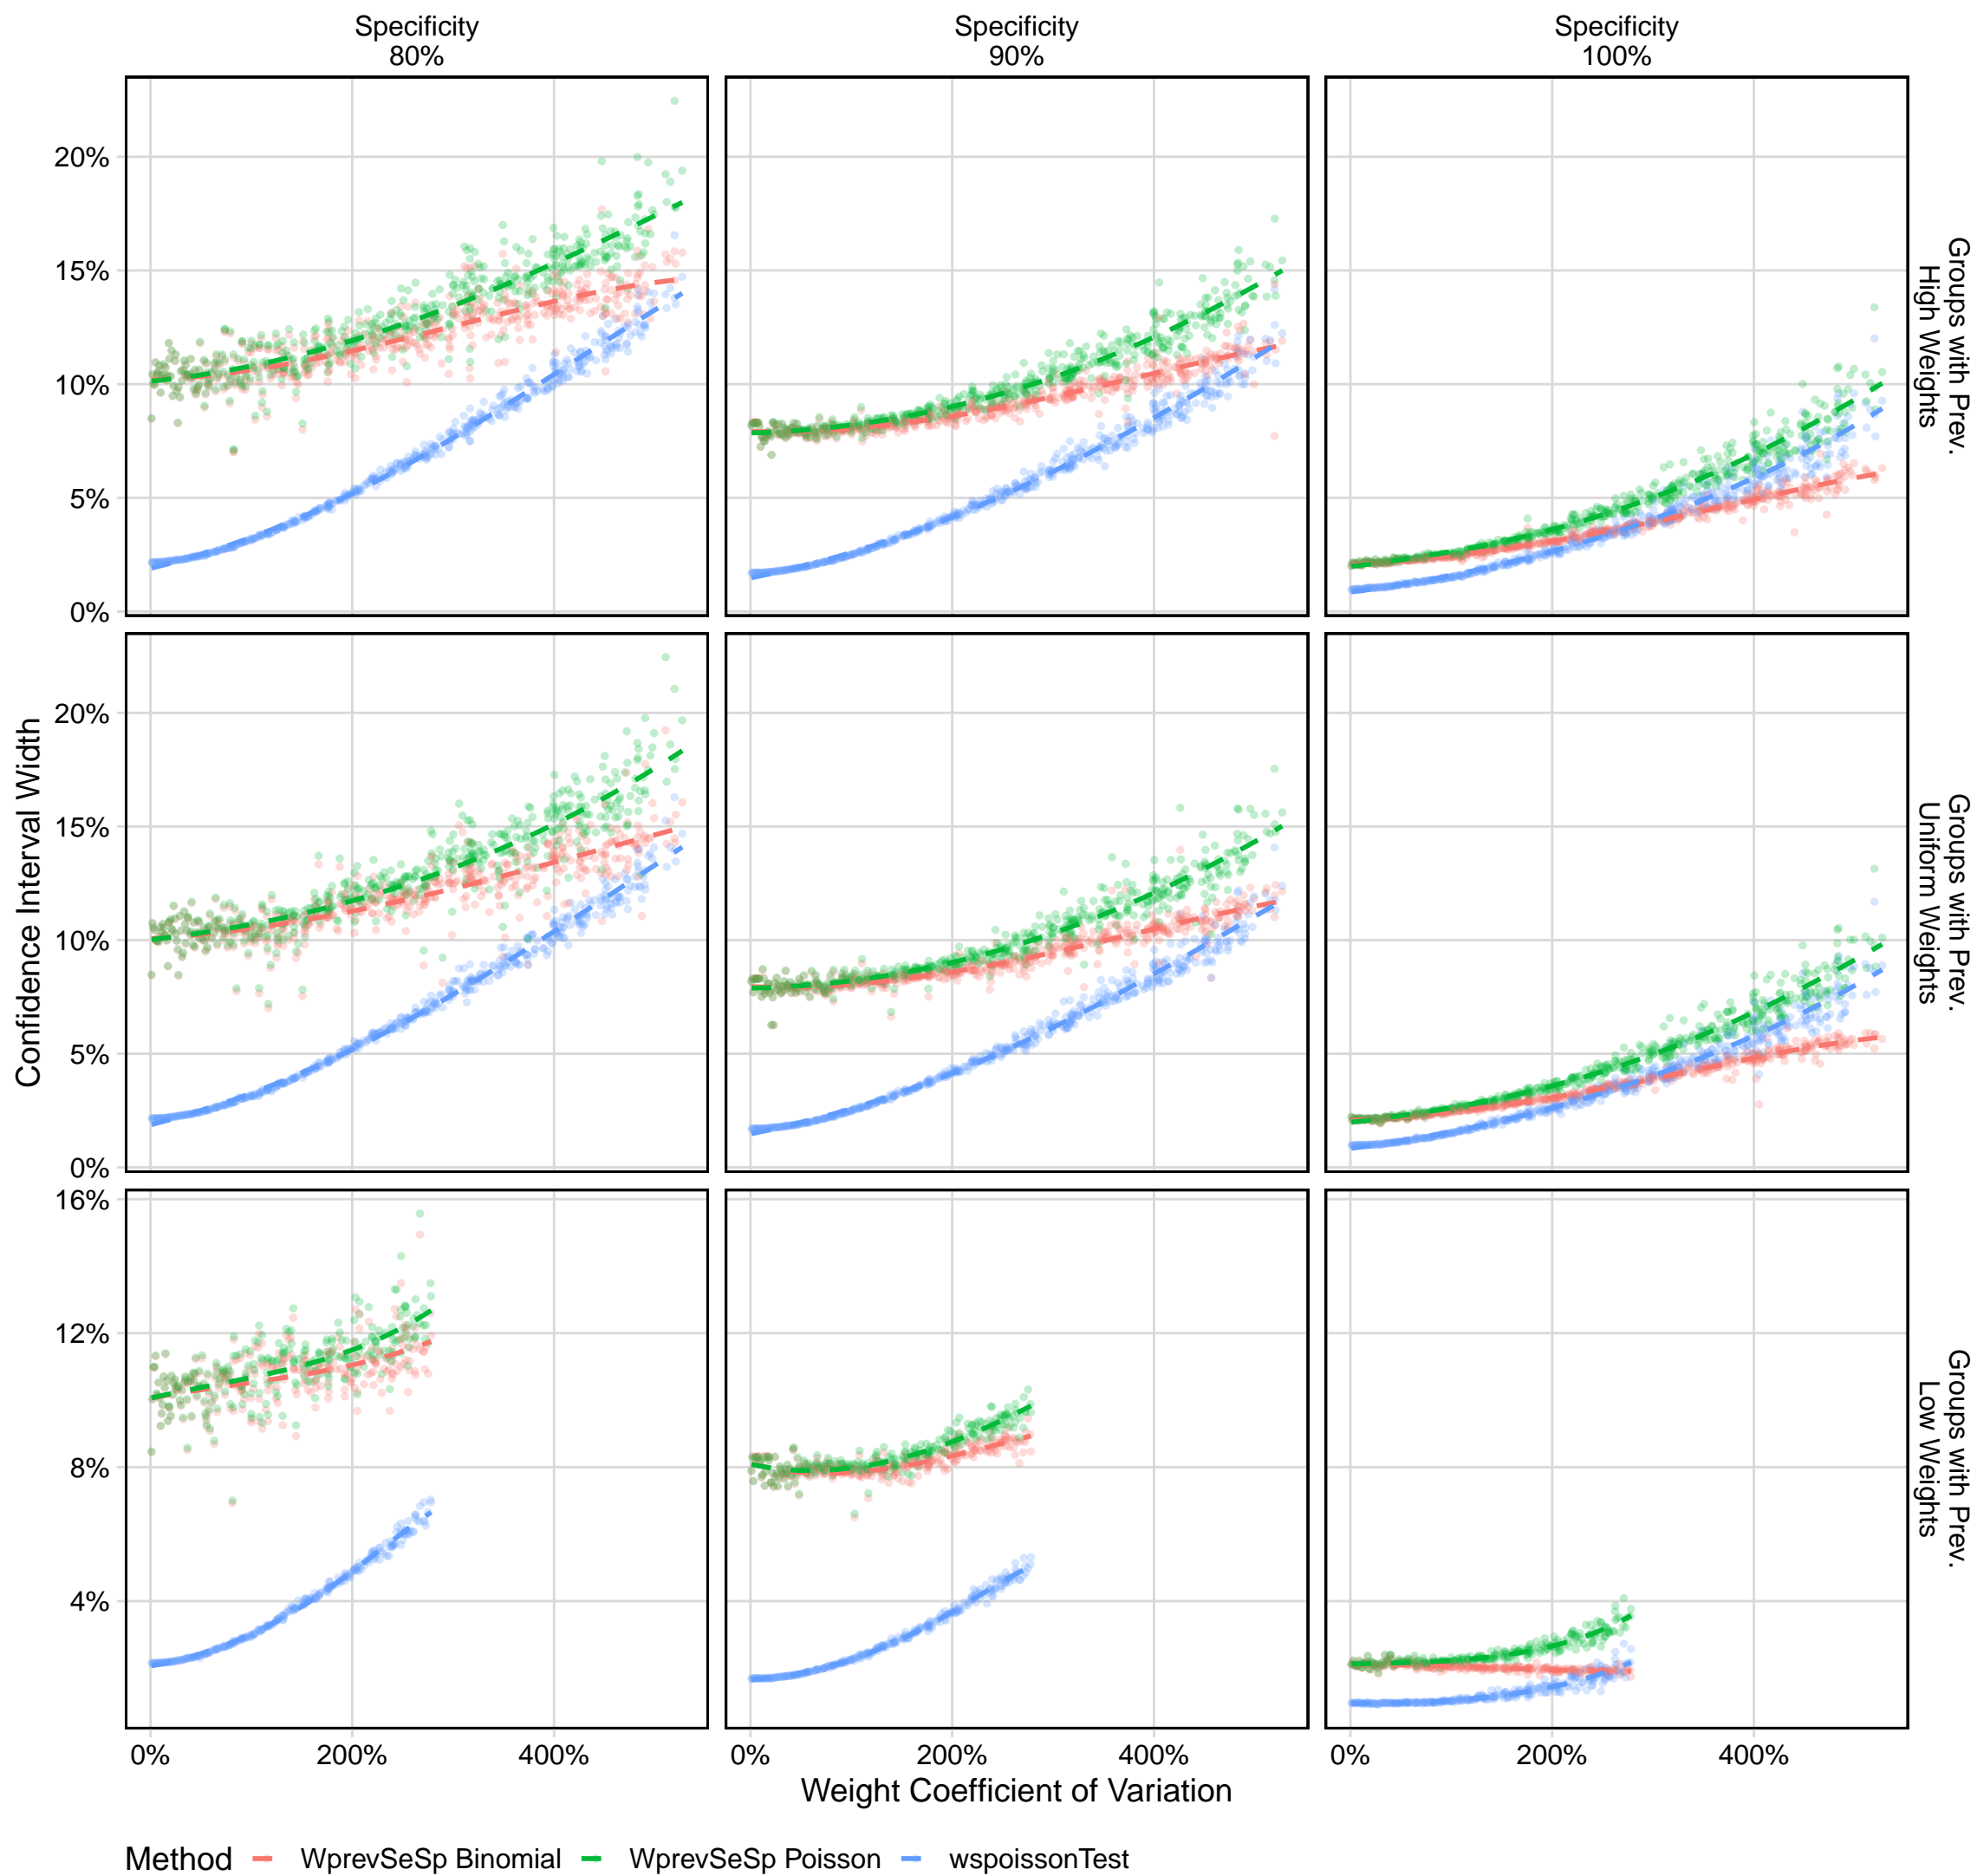 Specificity
80%
Specificity
90%
Specificity
100%
20%
15%
10%
5%
0%
Groups with Prev.
High Weights
Confidence Interval Width
20%
15%
10%
5%
0%
Groups with Prev.
Uniform Weights
16%
12%
8%
4%
Groups with Prev.
Low Weights
0% 200% 400% 0% 200% 400% 0% 200% 400%
Weight Coefficient of Variation
Method WprevSeSp Binomial WprevSeSp Poisson wspoissonTest